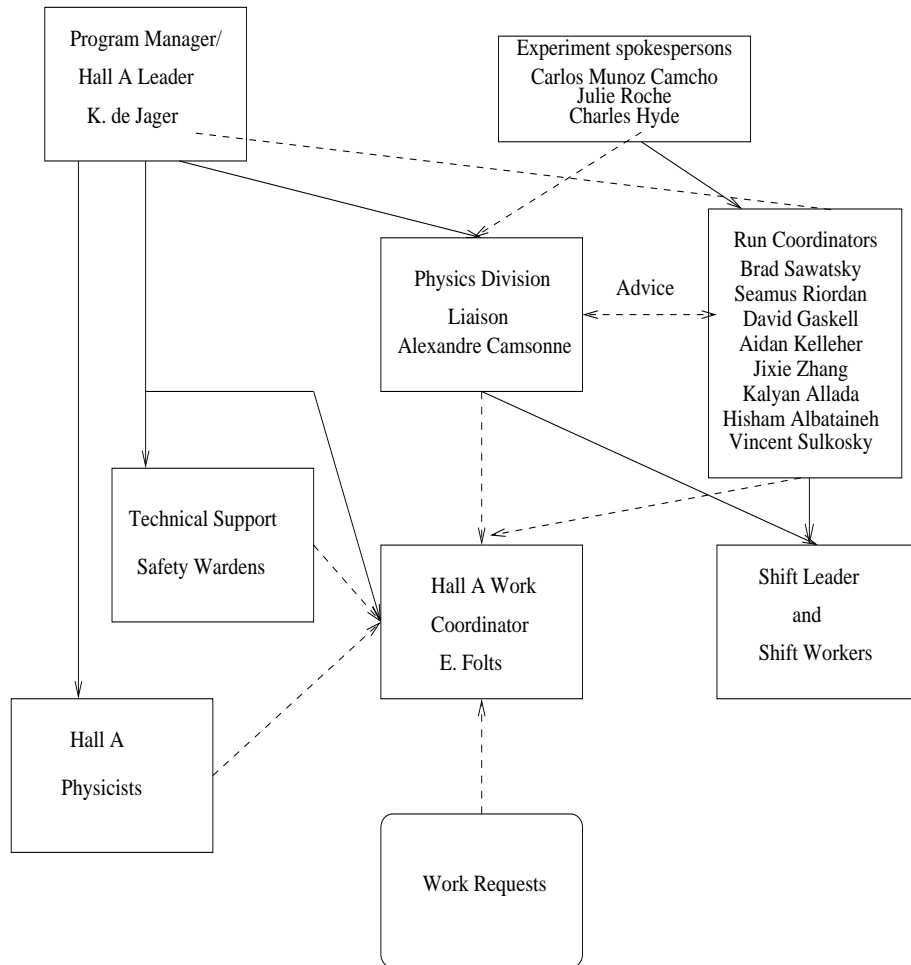 Program Manager/
Hall A Leader
K. de Jager
Experiment spokespersons
Carlos Munoz Camcho
Julie Roche
Charles Hyde
Physics Division
Liaison
Alexandre Camsonne
Advice
Run Coordinators
Brad Sawatsky
Seamus Riordan
David Gaskell
Aidan Kelleher
Jixie Zhang
Kalyan Allada
Hisham Albataineh
Vincent Sulkosky
Technical Support
Safety Wardens
Hall A Work
Coordinator
E. Folts
Shift Leader
and
Shift Workers
Hall A
Physicists
Work Requests